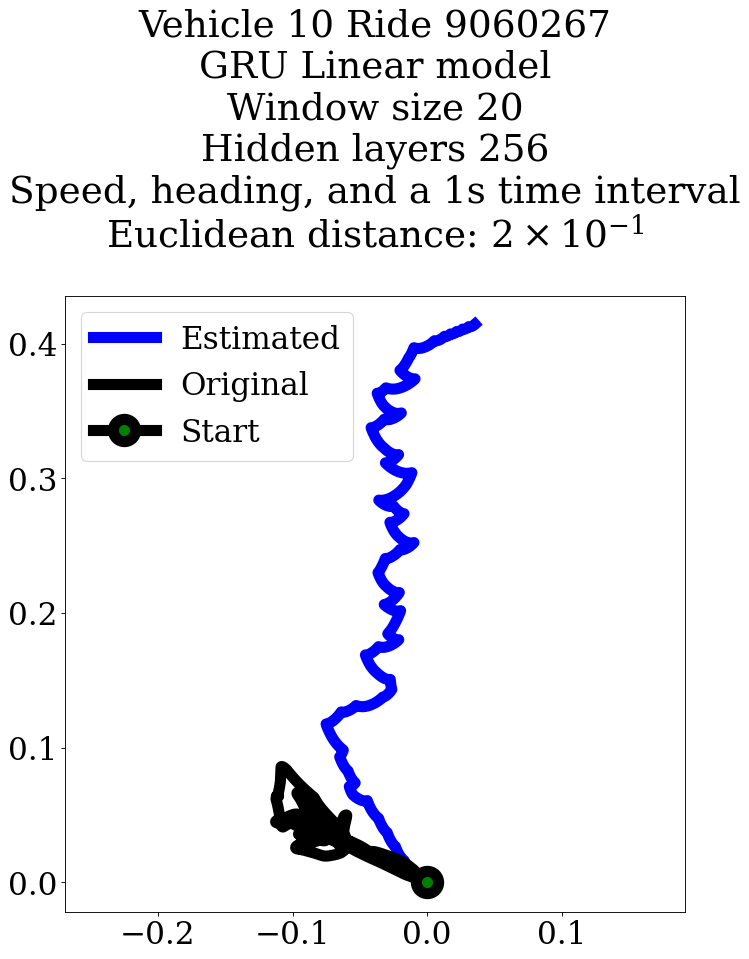 Vehicle 10 Ride 9060267
GRU Linear model
Window size 20
Hidden layers 256
Speed, heading, and a 1s time interval
Euclidean distance: 2 × 10⁻¹
Estimated
Original
Start
0.4
0.3
0.2
0.1
0.0
−0.2 −0.1 0.0 0.1